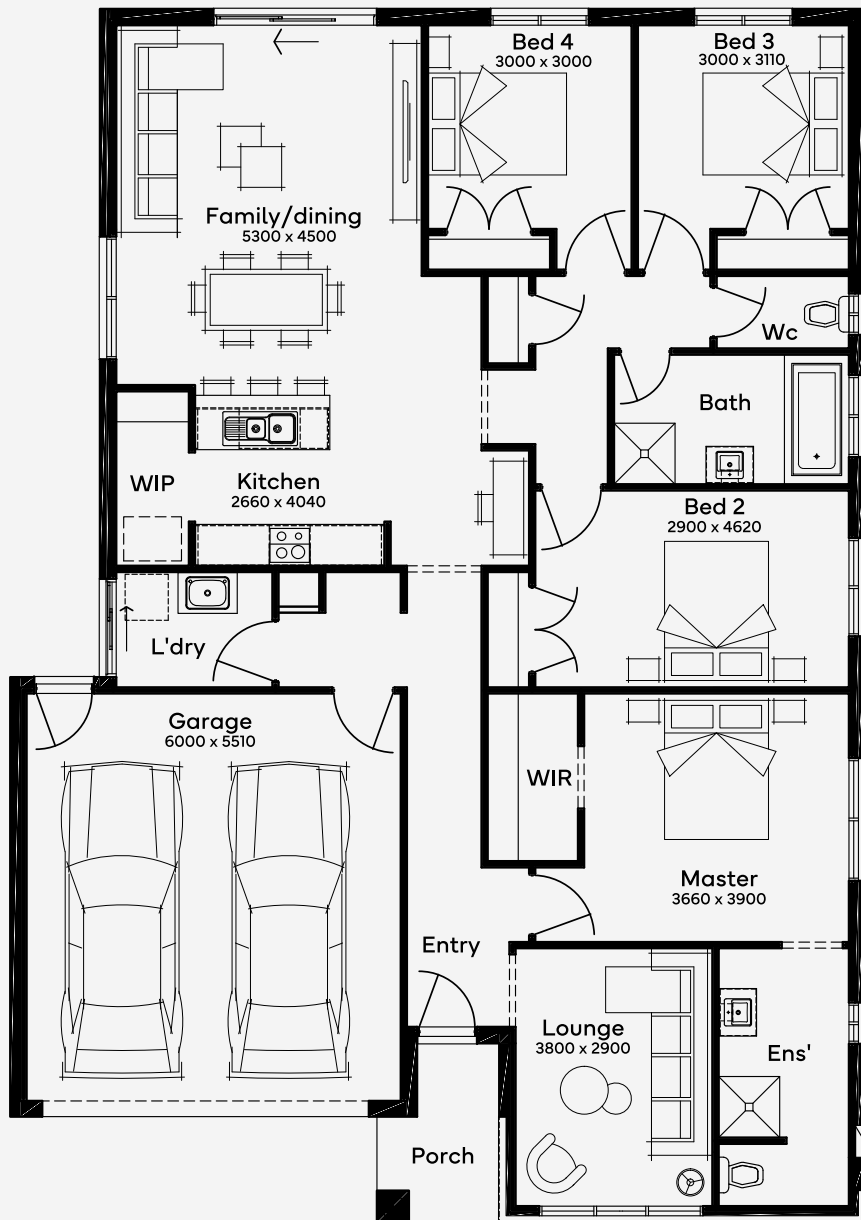 Bed 4
3000 x 3000
Bed 3
3000 x 3110
Family/dining
5300 x 4500
Wc
Bath
WIP
Kitchen
2660 x 4040
Bed 2
2900 x 4620
L'dry
Garage
6000 x 5510
WIR
Master
3660 x 3900
Entry
Lounge
3800 x 2900
Ens'
Porch